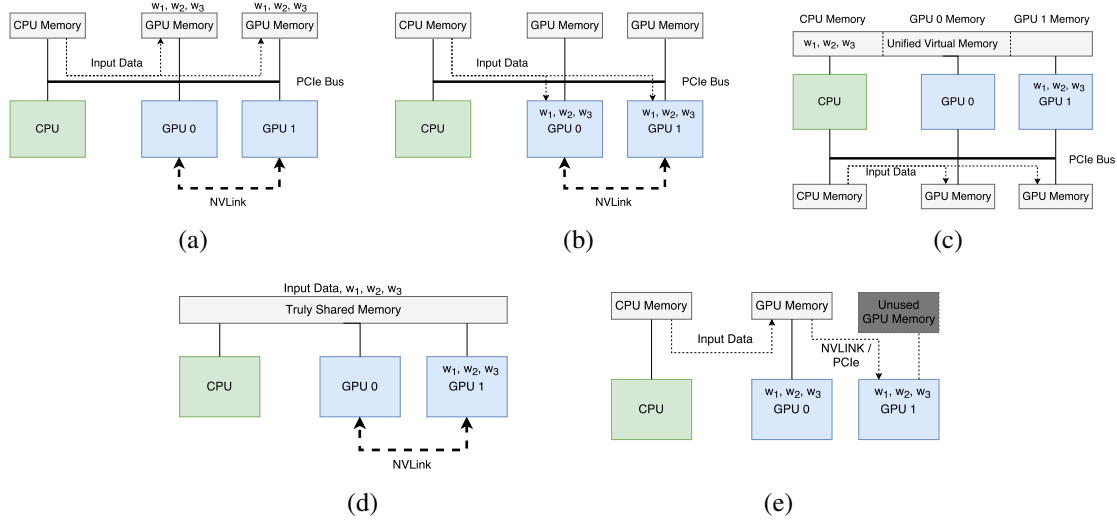 w1, w2, w3 w1, w2, w3
CPU Memory GPU Memory GPU Memory
Input Data
PCIe Bus
CPU GPU 0 GPU 1
NVLink
(a)
CPU Memory GPU Memory GPU Memory
Input Data
PCIe Bus
w1, w2, w3 w1, w2, w3
CPU GPU 0 GPU 1
NVLink
(b)
CPU Memory GPU 0 Memory GPU 1 Memory
w1, w2, w3 Unified Virtual Memory
w1, w2, w3
CPU GPU 0 GPU 1
PCIe Bus
Input Data
CPU Memory GPU Memory GPU Memory
(c)
Input Data, w1, w2, w3
Truly Shared Memory
w1, w2, w3
CPU GPU 0 GPU 1
NVLink
(d)
CPU Memory GPU Memory Unused
GPU Memory
Input Data NVLINK /
PCIe
w1, w2, w3 w1, w2, w3
CPU GPU 0 GPU 1
(e)